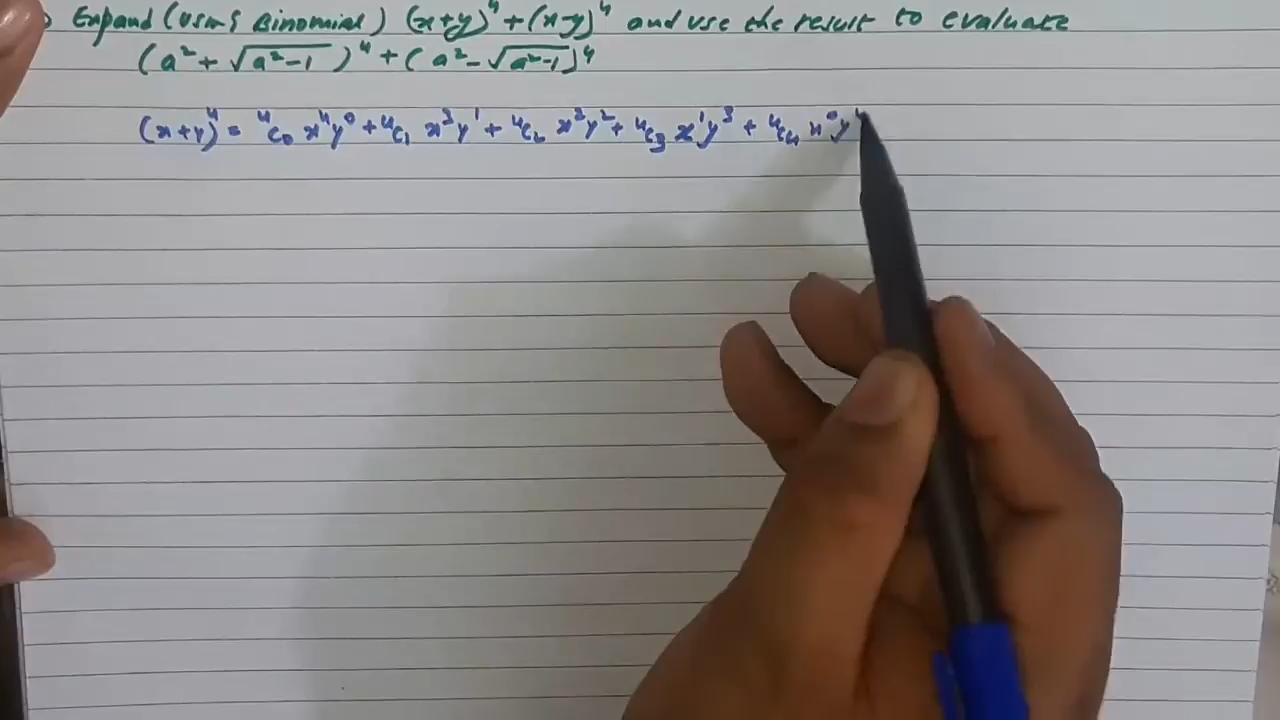 ) Expand (Using Binomial) (x+y)⁴ + (x-y)⁴ and use the result to evaluate
(a² + √(a²-1))⁴ + (a² - √(a²-1))⁴
(x+y)⁴ = ⁴C₀ x⁴y⁰ + ⁴C₁ x³y¹ + ⁴C₂ x²y² + ⁴C₃ x¹y³ + ⁴C₄ x⁰y⁴